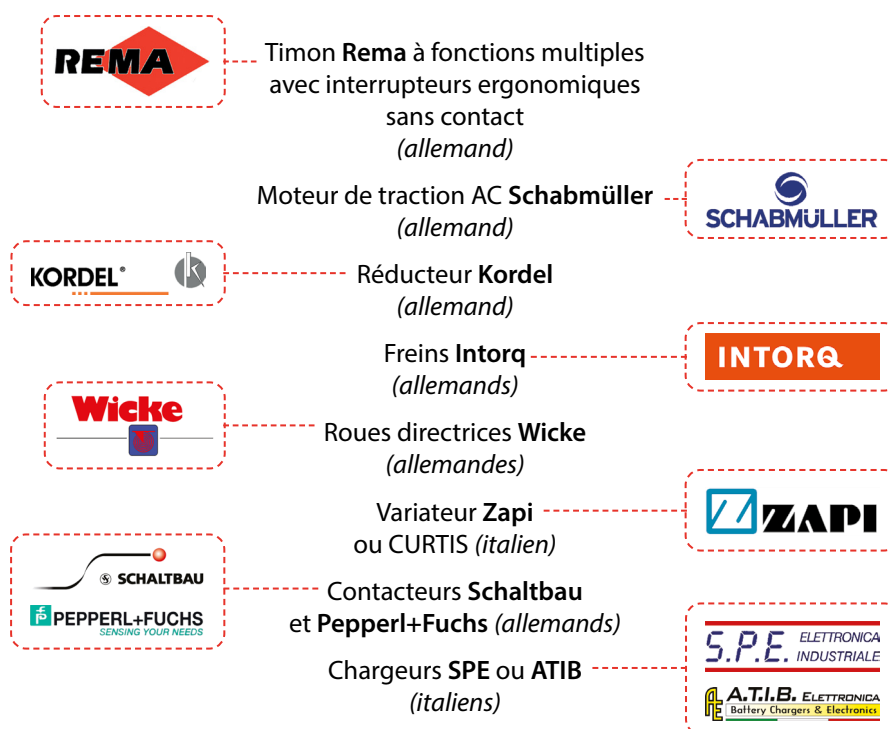 REMA
Timon Rema à fonctions multiples
avec interrupteurs ergonomiques
sans contact
(allemand)
Moteur de traction AC Schabmüller
(allemand)
SCHABMÜLLER
KORDEL®
k
Réducteur Kordel
(allemand)
Freins Intorq
(allemands)
INTORQ
Wicke
Roues directrices Wicke
(allemandes)
Variateur Zapi
ou CURTIS (italien)
ZAPI
SCHALTBAU
PEPPERL+FUCHS
SENSING YOUR NEEDS
Contacteurs Schaltbau
et Pepperl+Fuchs (allemands)
Chargeurs SPE ou ATIB
(italiens)
S.P.E. ELETTRONICA
INDUSTRIALE
A.T.I.B. ELETTRONICA
Battery Chargers & Electronics